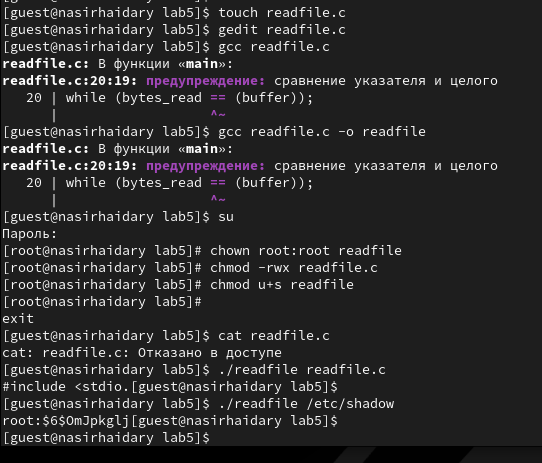 [guest@nasirhaidary lab5]$ touch readfile.c
[guest@nasirhaidary lab5]$ gedit readfile.c
[guest@nasirhaidary lab5]$ gcc readfile.c
readfile.c: В функции «main»:
readfile.c:20:19: предупреждение: сравнение указателя и целого
   20 | while (bytes_read == (buffer));
      |                   ^~
[guest@nasirhaidary lab5]$ gcc readfile.c -o readfile
readfile.c: В функции «main»:
readfile.c:20:19: предупреждение: сравнение указателя и целого
   20 | while (bytes_read == (buffer));
      |                   ^~
[guest@nasirhaidary lab5]$ su
Пароль:
[root@nasirhaidary lab5]# chown root:root readfile
[root@nasirhaidary lab5]# chmod -rwx readfile.c
[root@nasirhaidary lab5]# chmod u+s readfile
[root@nasirhaidary lab5]#
exit
[guest@nasirhaidary lab5]$ cat readfile.c
cat: readfile.c: Отказано в доступе
[guest@nasirhaidary lab5]$ ./readfile readfile.c
#include <stdio.[guest@nasirhaidary lab5]$
[guest@nasirhaidary lab5]$ ./readfile /etc/shadow
root:$6$OmJpkglj[guest@nasirhaidary lab5]$
[guest@nasirhaidary lab5]$